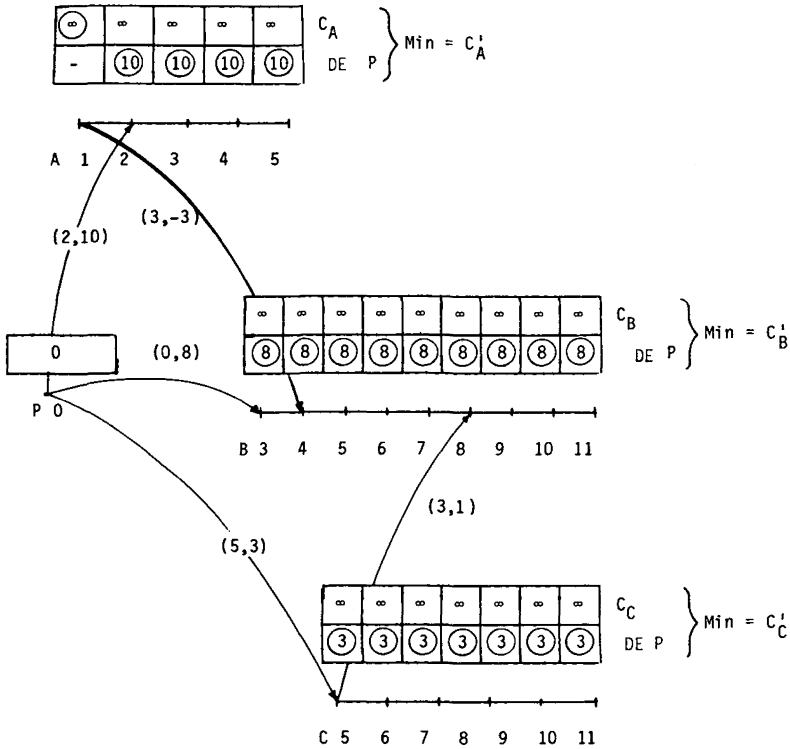 ∞ ∞ ∞ ∞ ∞ C_A
- 10 10 10 10 DE P
Min = C'_A
A 1 2 3 4 5
(3,-3)
(2,10)
∞ ∞ ∞ ∞ ∞ ∞ ∞ ∞ ∞ C_B
8 8 8 8 8 8 8 8 8 DE P
Min = C'_B
0
(0,8)
P 0
B 3 4 5 6 7 8 9 10 11
(3,1)
(5,3)
∞ ∞ ∞ ∞ ∞ ∞ ∞ C_C
3 3 3 3 3 3 3 DE P
Min = C'_C
C 5 6 7 8 9 10 11